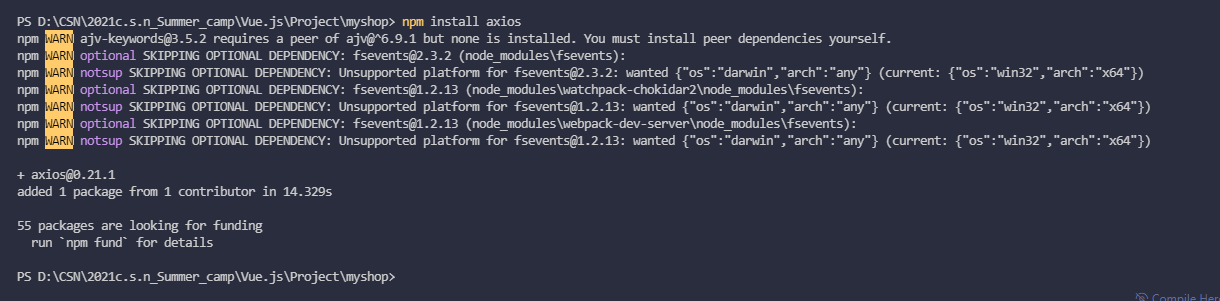 PS D:\CSN\2021c.s.n_Summer_camp\Vue.js\Project\myshop> npm install axios
npm WARN ajv-keywords@3.5.2 requires a peer of ajv@^6.9.1 but none is installed. You must install peer dependencies yourself.
npm WARN optional SKIPPING OPTIONAL DEPENDENCY: fsevents@2.3.2 (node_modules\fsevents):
npm WARN notsup SKIPPING OPTIONAL DEPENDENCY: Unsupported platform for fsevents@2.3.2: wanted {"os":"darwin","arch":"any"} (current: {"os":"win32","arch":"x64"})
npm WARN optional SKIPPING OPTIONAL DEPENDENCY: fsevents@1.2.13 (node_modules\watchpack-chokidar2\node_modules\fsevents):
npm WARN notsup SKIPPING OPTIONAL DEPENDENCY: Unsupported platform for fsevents@1.2.13: wanted {"os":"darwin","arch":"any"} (current: {"os":"win32","arch":"x64"})
npm WARN optional SKIPPING OPTIONAL DEPENDENCY: fsevents@1.2.13 (node_modules\webpack-dev-server\node_modules\fsevents):
npm WARN notsup SKIPPING OPTIONAL DEPENDENCY: Unsupported platform for fsevents@1.2.13: wanted {"os":"darwin","arch":"any"} (current: {"os":"win32","arch":"x64"})
+ axios@0.21.1
added 1 package from 1 contributor in 14.329s
55 packages are looking for funding
run `npm fund` for details
PS D:\CSN\2021c.s.n_Summer_camp\Vue.js\Project\myshop>
Compile Her